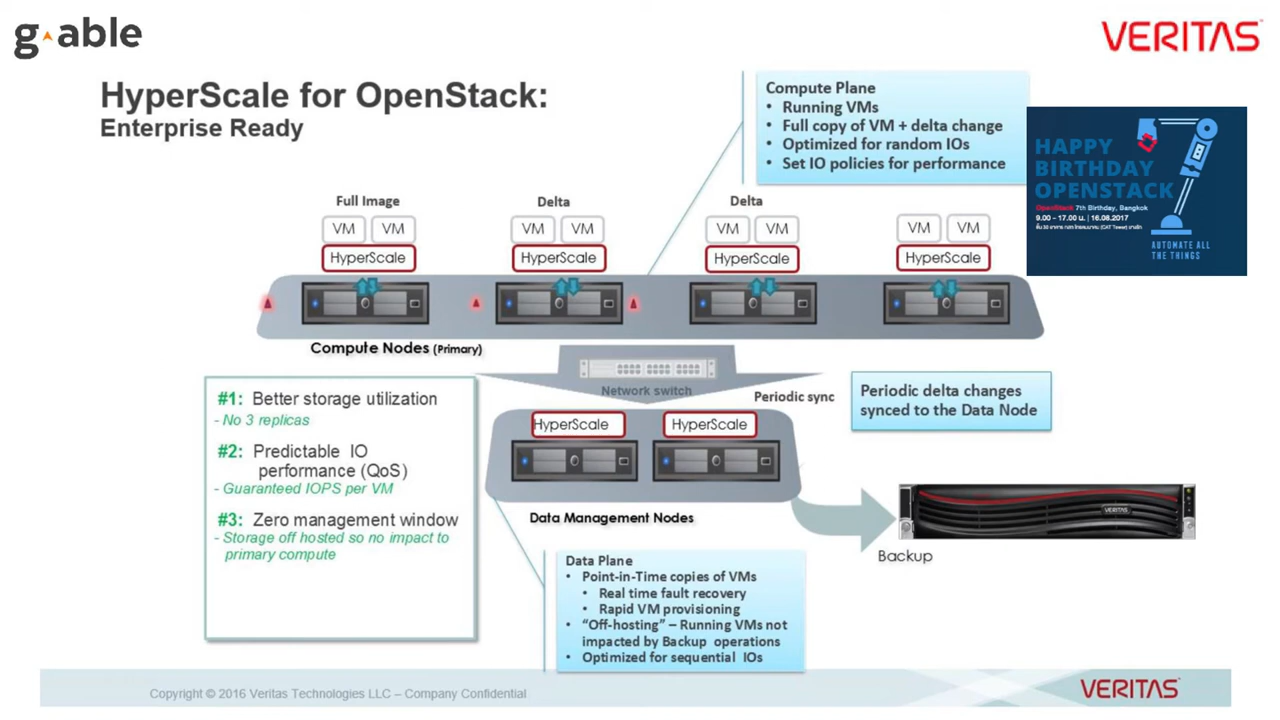 g able
VERITAS
HyperScale for OpenStack:
Enterprise Ready
Compute Plane
• Running VMs
• Full copy of VM + delta change
• Optimized for random IOs
• Set IO policies for performance
HAPPY
BIRTHDAY
OPENSTACK
OpenStack 7th Birthday, Bangkok
9.00 - 17.00 น. | 16.08.2017
AUTOMATE ALL
THE THINGS
Full Image
Delta
Delta
VM VM
VM VM
VM VM
VM VM
HyperScale
HyperScale
HyperScale
HyperScale
Compute Nodes (Primary)
Network switch
Periodic sync
Periodic delta changes
synced to the Data Node
#1: Better storage utilization
- No 3 replicas
#2: Predictable IO
performance (QoS)
- Guaranteed IOPS per VM
#3: Zero management window
- Storage off hosted so no impact to
primary compute
HyperScale
HyperScale
Data Management Nodes
VERITAS
Backup
Data Plane
• Point-in-Time copies of VMs
• Real time fault recovery
• Rapid VM provisioning
• “Off-hosting” – Running VMs not
impacted by Backup operations
• Optimized for sequential IOs
Copyright © 2016 Veritas Technologies LLC – Company Confidential
VERITAS